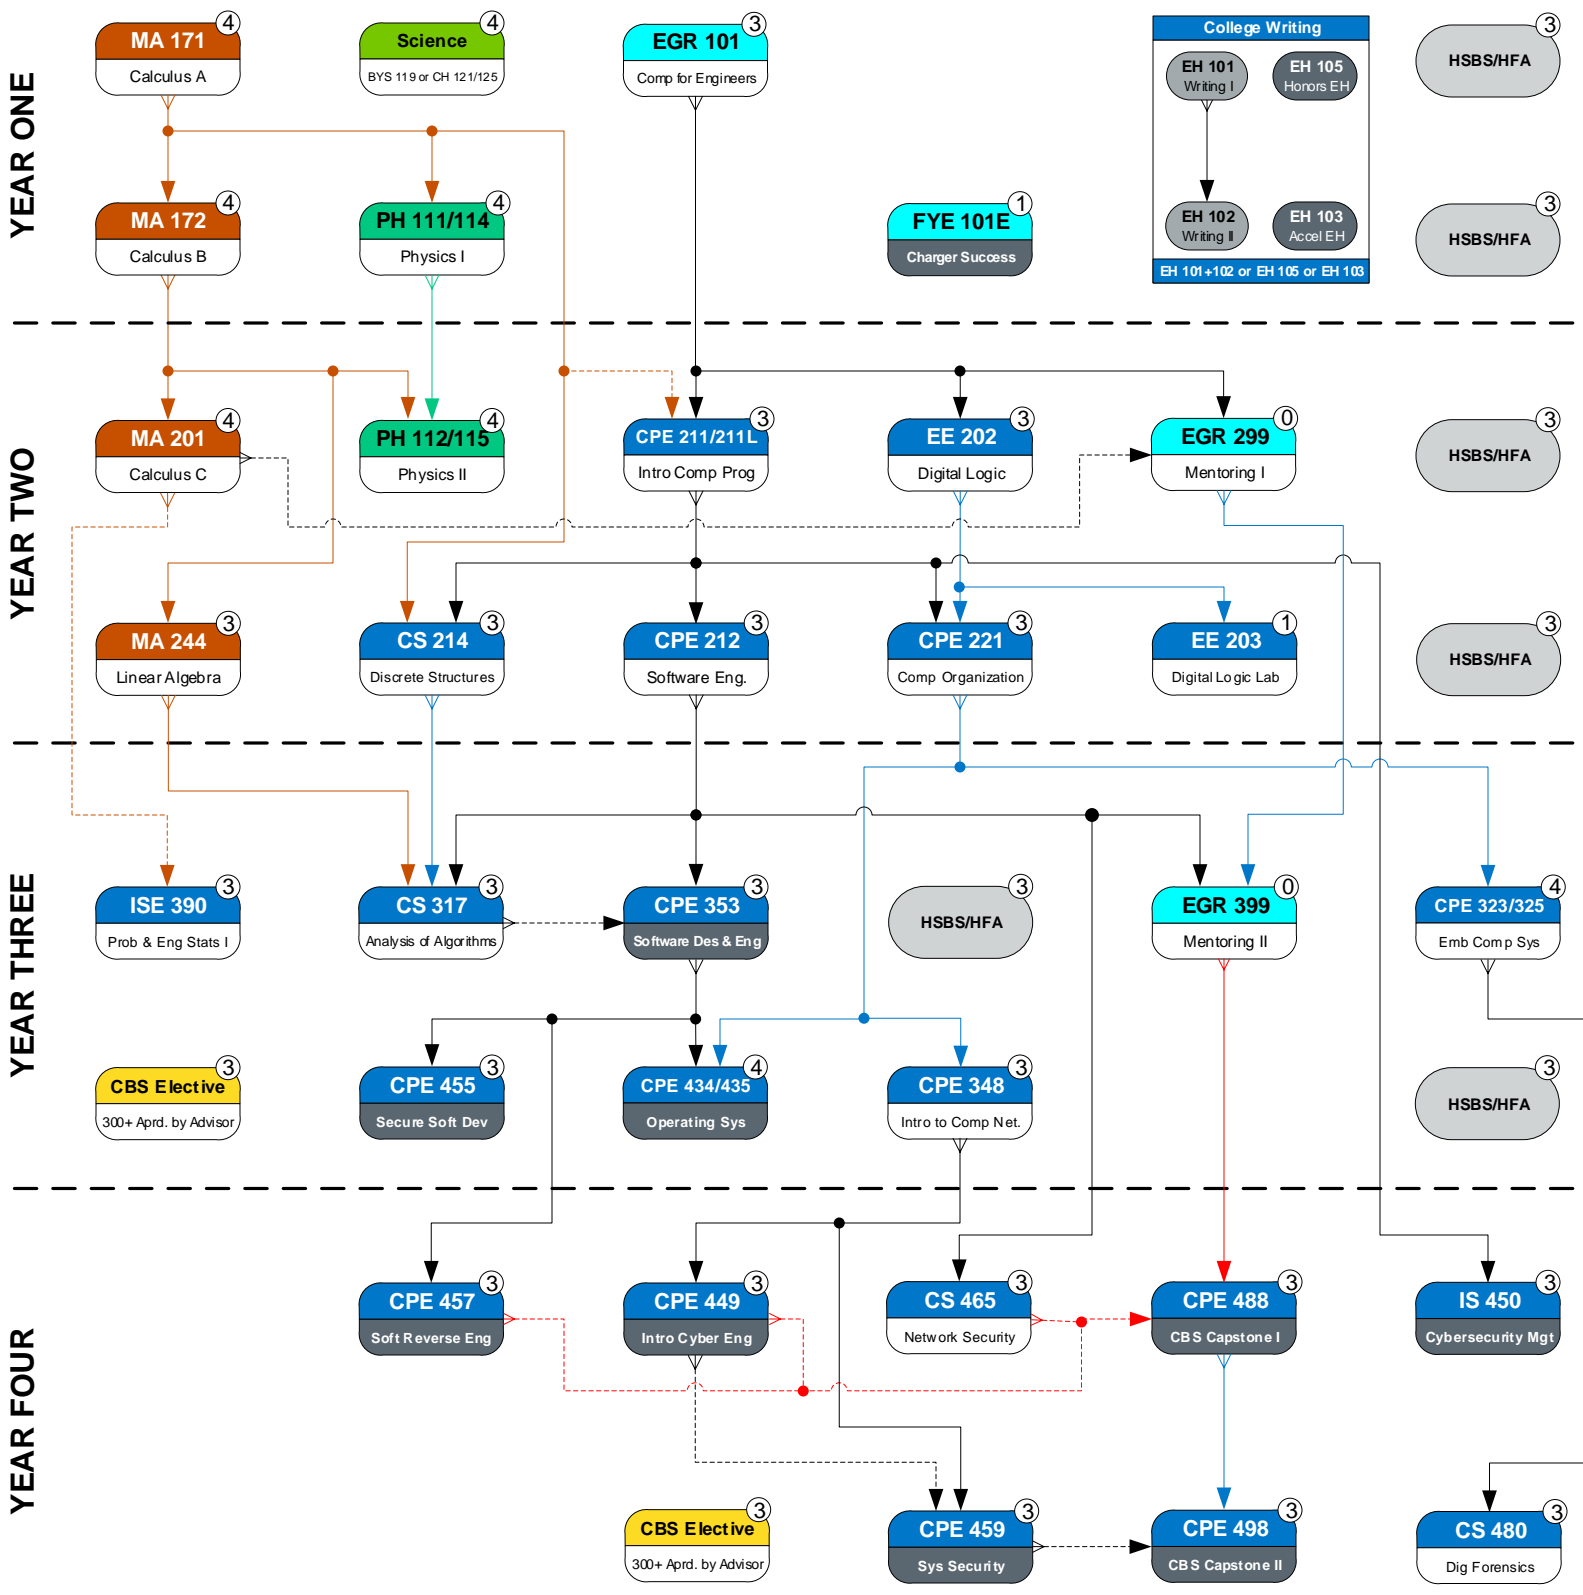 YEAR ONE
4
MA 171
Calculus A
4
Science
BYS 119 or CH 121/125
3
EGR 101
Comp for Engineers
College Writing
EH 101
Writing I
EH 105
Honors EH
EH 102
Writing II
EH 103
Accel EH
EH 101+102 or EH 105 or EH 103
3
HSBS/HFA
4
MA 172
Calculus B
4
PH 111/114
Physics I
1
FYE 101E
Charger Success
3
HSBS/HFA
YEAR TWO
4
MA 201
Calculus C
4
PH 112/115
Physics II
3
CPE 211/211L
Intro Comp Prog
3
EE 202
Digital Logic
0
EGR 299
Mentoring I
3
HSBS/HFA
3
MA 244
Linear Algebra
3
CS 214
Discrete Structures
3
CPE 212
Software Eng.
3
CPE 221
Comp Organization
1
EE 203
Digital Logic Lab
3
HSBS/HFA
YEAR THREE
3
ISE 390
Prob & Eng Stats I
3
CS 317
Analysis of Algorithms
3
CPE 353
Software Des & Eng
3
HSBS/HFA
0
EGR 399
Mentoring II
4
CPE 323/325
Emb Comp Sys
3
CBS Elective
300+ Aprd. by Advisor
3
CPE 455
Secure Soft Dev
4
CPE 434/435
Operating Sys
3
CPE 348
Intro to Comp Net.
3
HSBS/HFA
YEAR FOUR
3
CPE 457
Soft Reverse Eng
3
CPE 449
Intro Cyber Eng
3
CS 465
Network Security
3
CPE 488
CBS Capstone I
3
IS 450
Cybersecurity Mgt
3
CBS Elective
300+ Aprd. by Advisor
3
CPE 459
Sys Security
3
CPE 498
CBS Capstone II
3
CS 480
Dig Forensics